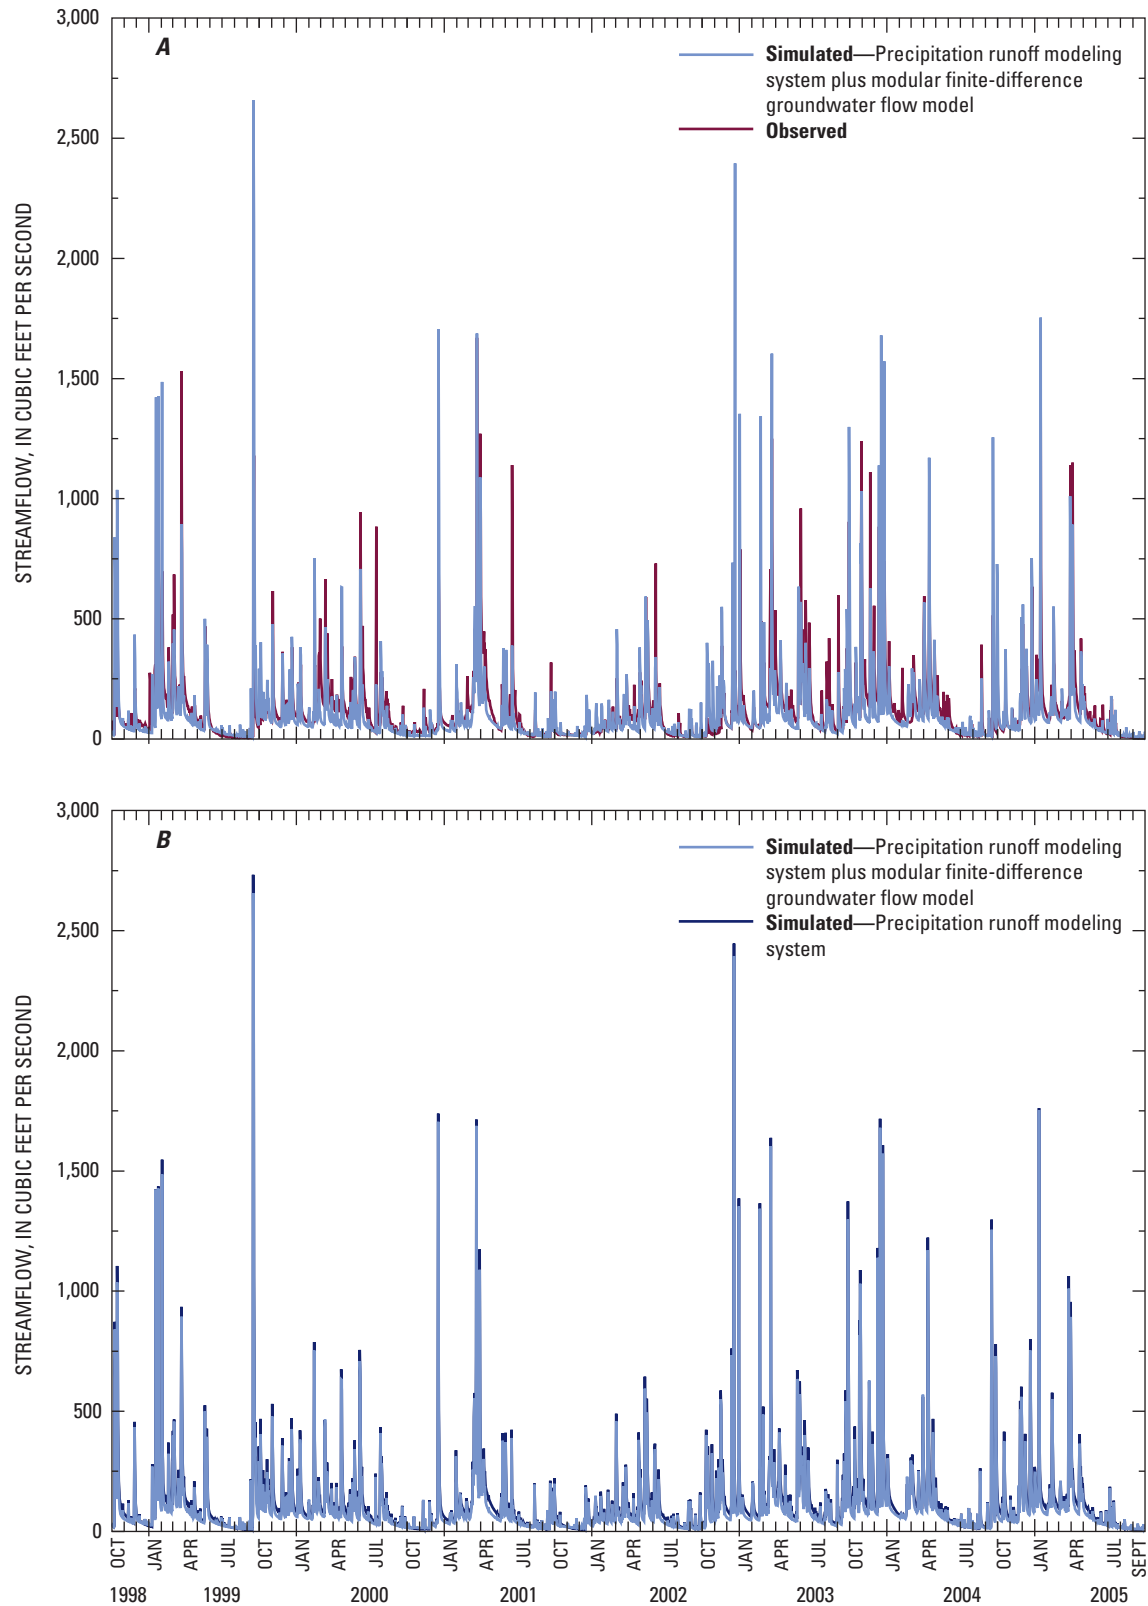 3,000
2,500
2,000
1,500
1,000
500
0
STREAMFLOW, IN CUBIC FEET PER SECOND
A
Simulated—Precipitation runoff modeling
system plus modular finite-difference
groundwater flow model
Observed
3,000
2,500
2,000
1,500
1,000
500
0
STREAMFLOW, IN CUBIC FEET PER SECOND
B
Simulated—Precipitation runoff modeling
system plus modular finite-difference
groundwater flow model
Simulated—Precipitation runoff modeling
system
OCT JAN APR JUL OCT JAN APR JUL OCT JAN APR JUL OCT JAN APR JUL OCT JAN APR JUL OCT JAN APR JUL OCT JAN APR JUL SEPT
1998 1999 2000 2001 2002 2003 2004 2005